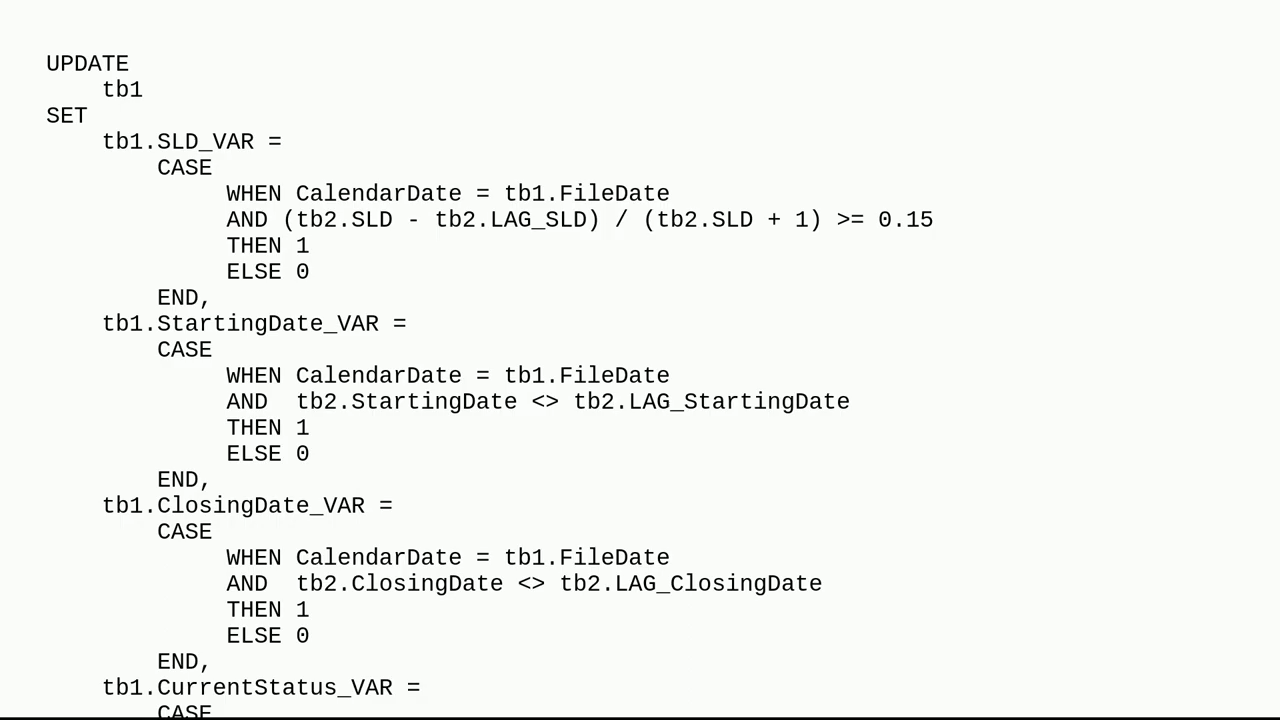 UPDATE
tb1
SET
tb1.SLD_VAR =
CASE
WHEN CalendarDate = tb1.FileDate
AND (tb2.SLD - tb2.LAG_SLD) / (tb2.SLD + 1) >= 0.15
THEN 1
ELSE 0
END,
tb1.StartingDate_VAR =
CASE
WHEN CalendarDate = tb1.FileDate
AND  tb2.StartingDate <> tb2.LAG_StartingDate
THEN 1
ELSE 0
END,
tb1.ClosingDate_VAR =
CASE
WHEN CalendarDate = tb1.FileDate
AND  tb2.ClosingDate <> tb2.LAG_ClosingDate
THEN 1
ELSE 0
END,
tb1.CurrentStatus_VAR =
CASE